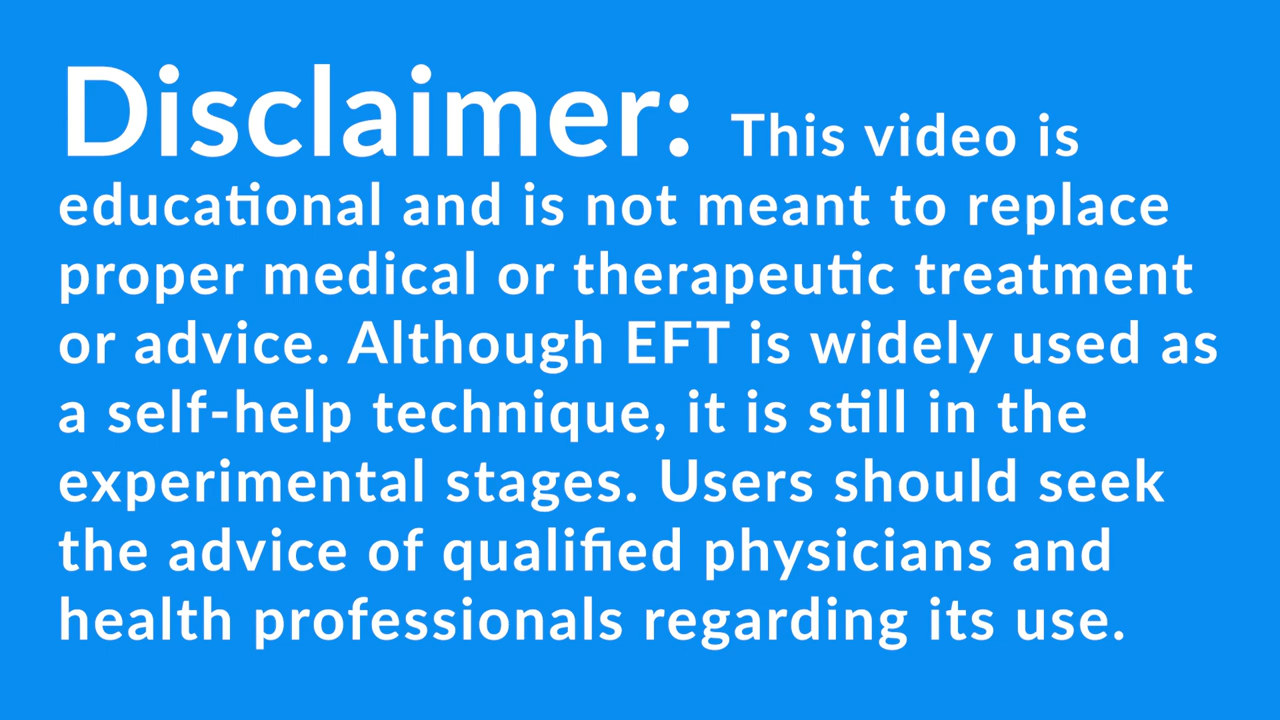 Disclaimer: This video is
educational and is not meant to replace
proper medical or therapeutic treatment
or advice. Although EFT is widely used as
a self-help technique, it is still in the
experimental stages. Users should seek
the advice of qualified physicians and
health professionals regarding its use.